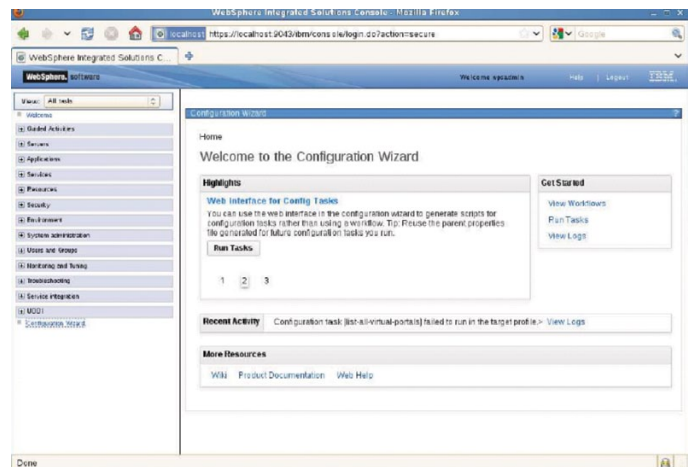 WebSphere Integrated Solutions Console - Mozilla Firefox
localhost https://localhost:9043/ibm/console/login.do?action=secure
Google
WebSphere Integrated Solutions C...
WebSphere. software
Welcome wpsadmin
Help | Logout
IBM.
View: All tasks
Welcome
Guided Activities
Servers
Applications
Services
Resources
Security
Environment
System administration
Users and Groups
Monitoring and Tuning
Troubleshooting
Service integration
UDDI
Configuration Wizard
Configuration Wizard
?
Home
Welcome to the Configuration Wizard
Highlights
Web Interface for Config Tasks
You can use the web interface in the configuration wizard to generate scripts for
configuration tasks rather than using a workflow. Tip: Reuse the parent properties
file generated for future configuration tasks you run.
Run Tasks
1 2 3
Get Started
View Workflows
Run Tasks
View Logs
Recent Activity Configuration task [list-all-virtual-portals] failed to run in the target profile.> View Logs
More Resources
Wiki Product Documentation Web Help
Done